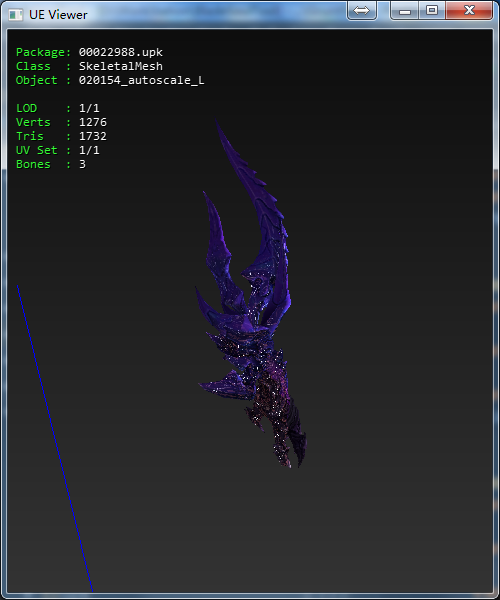 UE Viewer
Package: 00022988.upk
Class : SkeletalMesh
Object : 020154_autoscale_L
LOD : 1/1
Verts : 1276
Tris : 1732
UV Set : 1/1
Bones : 3